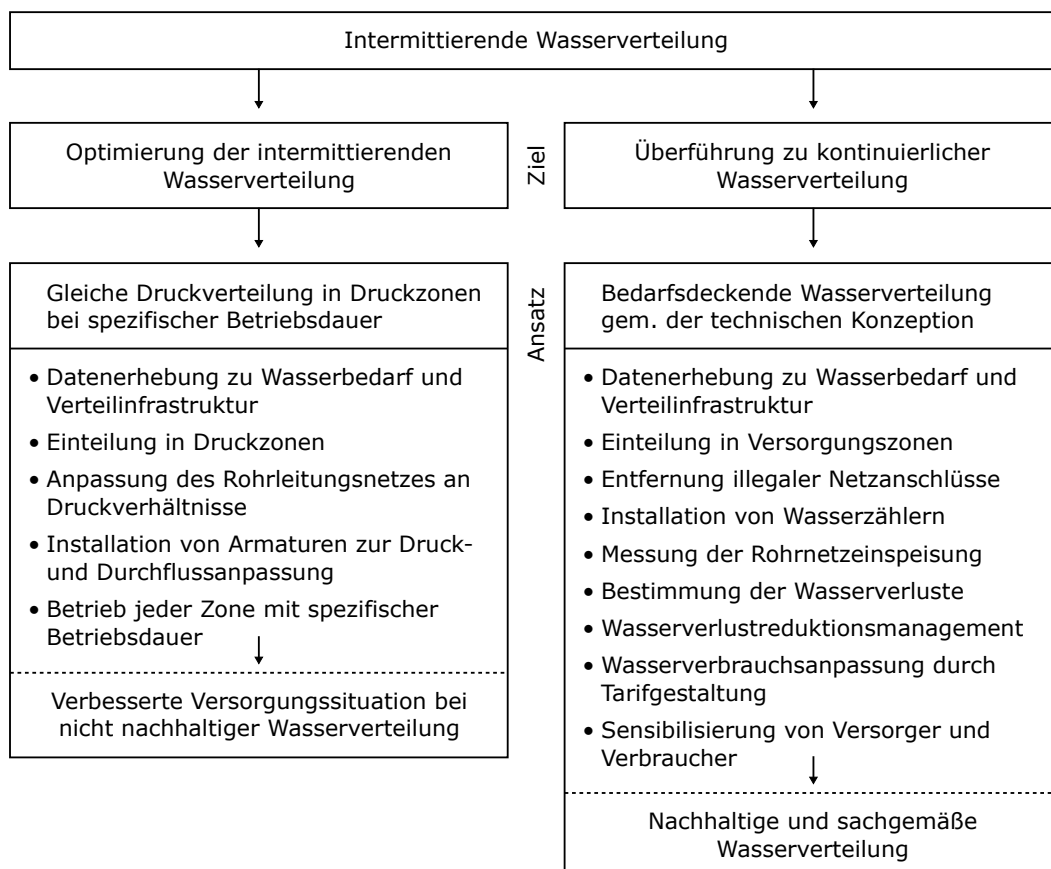 Intermittierende Wasserverteilung
Optimierung der intermittierenden
Wasserverteilung
Ziel
Überführung zu kontinuierlicher
Wasserverteilung
Gleiche Druckverteilung in Druckzonen
bei spezifischer Betriebsdauer
• Datenerhebung zu Wasserbedarf und
Verteilinfrastruktur
• Einteilung in Druckzonen
• Anpassung des Rohrleitungsnetzes an
Druckverhältnisse
• Installation von Armaturen zur Druck-
und Durchflussanpassung
• Betrieb jeder Zone mit spezifischer
Betriebsdauer
Verbesserte Versorgungssituation bei
nicht nachhaltiger Wasserverteilung
Ansatz
Bedarfsdeckende Wasserverteilung
gem. der technischen Konzeption
• Datenerhebung zu Wasserbedarf und
Verteilinfrastruktur
• Einteilung in Versorgungszonen
• Entfernung illegaler Netzanschlüsse
• Installation von Wasserzählern
• Messung der Rohrnetzeinspeisung
• Bestimmung der Wasserverluste
• Wasserverlustreduktionsmanagement
• Wasserverbrauchsanpassung durch
Tarifgestaltung
• Sensibilisierung von Versorger und
Verbraucher
Nachhaltige und sachgemäße
Wasserverteilung